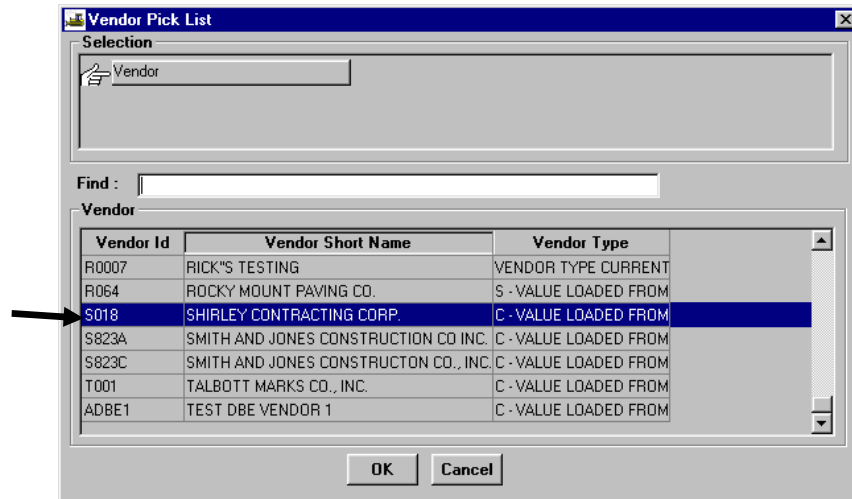 Vendor Pick List
Selection
Vendor
Find :
Vendor
Vendor Id Vendor Short Name Vendor Type
R0007 RICK"S TESTING VENDOR TYPE CURRENT
R064 ROCKY MOUNT PAVING CO. S - VALUE LOADED FROM
S018 SHIRLEY CONTRACTING CORP. C - VALUE LOADED FROM
S823A SMITH AND JONES CONSTRUCTION CO INC. C - VALUE LOADED FROM
S823C SMITH AND JONES CONSTRUCTON CO., INC. C - VALUE LOADED FROM
T001 TALBOTT MARKS CO., INC. C - VALUE LOADED FROM
ADBE1 TEST DBE VENDOR 1 C - VALUE LOADED FROM
OK Cancel